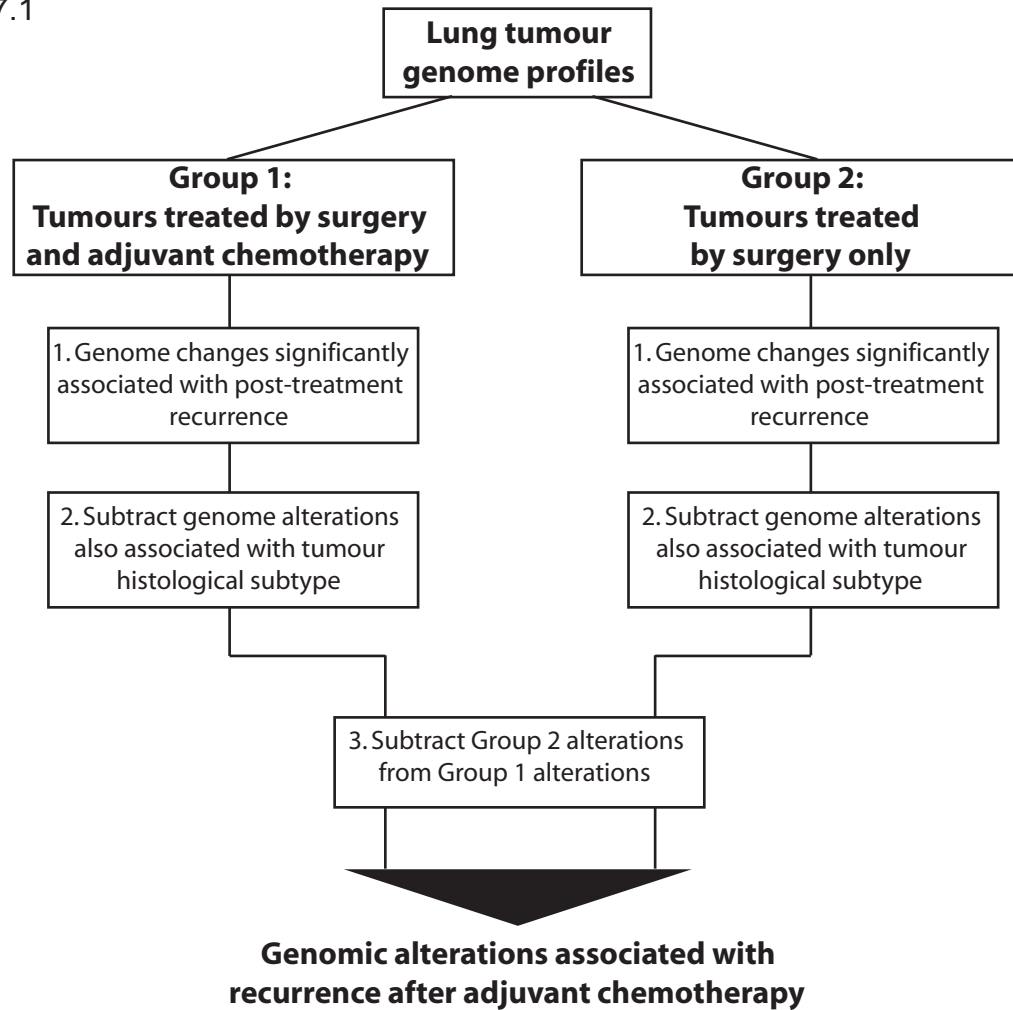 7.1
Lung tumour
genome profiles
Group 1:
Tumours treated by surgery
and adjuvant chemotherapy
Group 2:
Tumours treated
by surgery only
1. Genome changes significantly
associated with post-treatment
recurrence
1. Genome changes significantly
associated with post-treatment
recurrence
2. Subtract genome alterations
also associated with tumour
histological subtype
2. Subtract genome alterations
also associated with tumour
histological subtype
3. Subtract Group 2 alterations
from Group 1 alterations
Genomic alterations associated with
recurrence after adjuvant chemotherapy